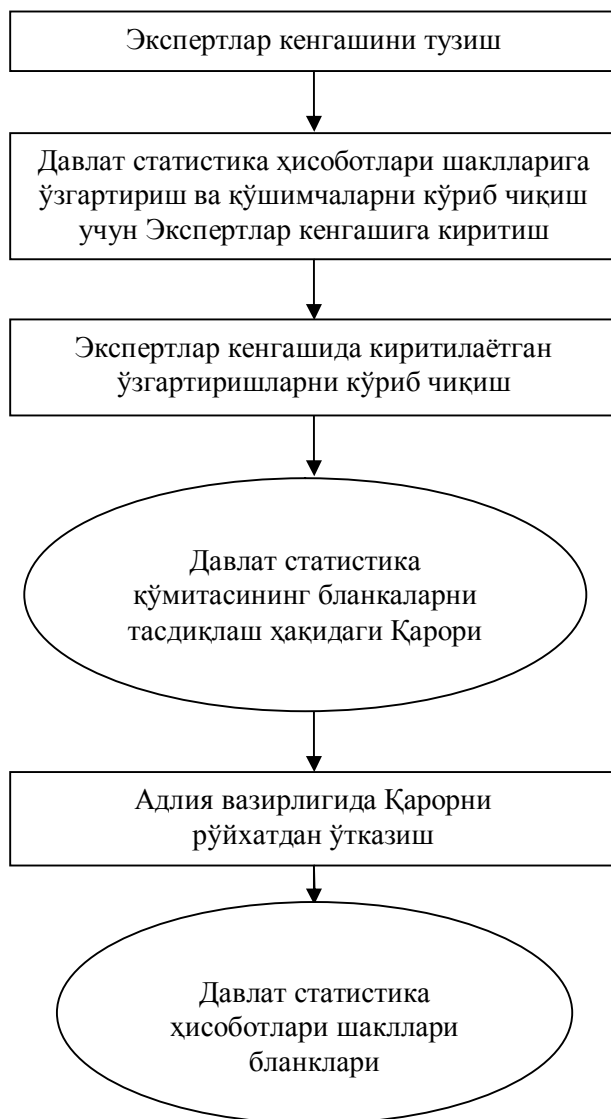 Экспертлар кенгашини тузиш
Давлат статистика ҳисоботлари шаклларига
ўзгартириш ва қўшимчаларни кўриб чиқиш
учун Экспертлар кенгашига киритиш
Экспертлар кенгашида киритилаётган
ўзгартиришларни кўриб чиқиш
Давлат статистика
қўмитасининг бланкаларни
тасдиқлаш ҳақидаги Қарори
Адлия вазирлигида Қарорни
рўйхатдан ўтказиш
Давлат статистика
ҳисоботлари шакллари
бланклари